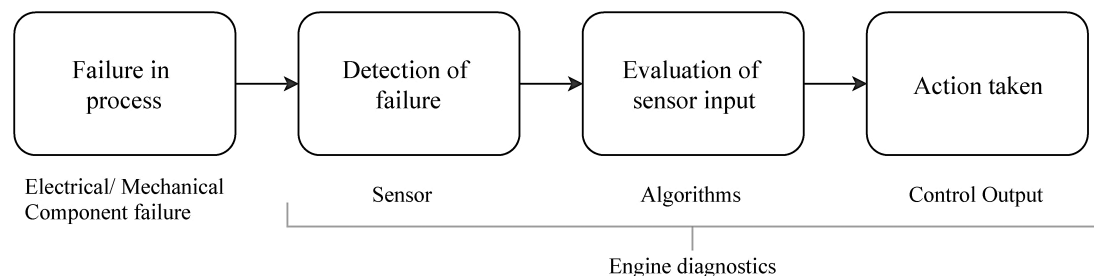 Failure in
process
Detection of
failure
Evaluation of
sensor input
Action taken
Electrical/ Mechanical
Component failure
Sensor
Algorithms
Control Output
Engine diagnostics